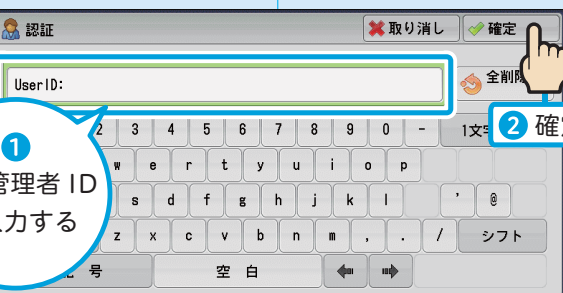 認証 取り消し 確定
UserID: 全削除
2 3 4 5 6 7 8 9 0 - 1文字 2 確定
1
管理者 ID
入力する
w e r t y u i o p
s d f g h j k l ' @
z x c v b n m , . / シフト
号 空 白